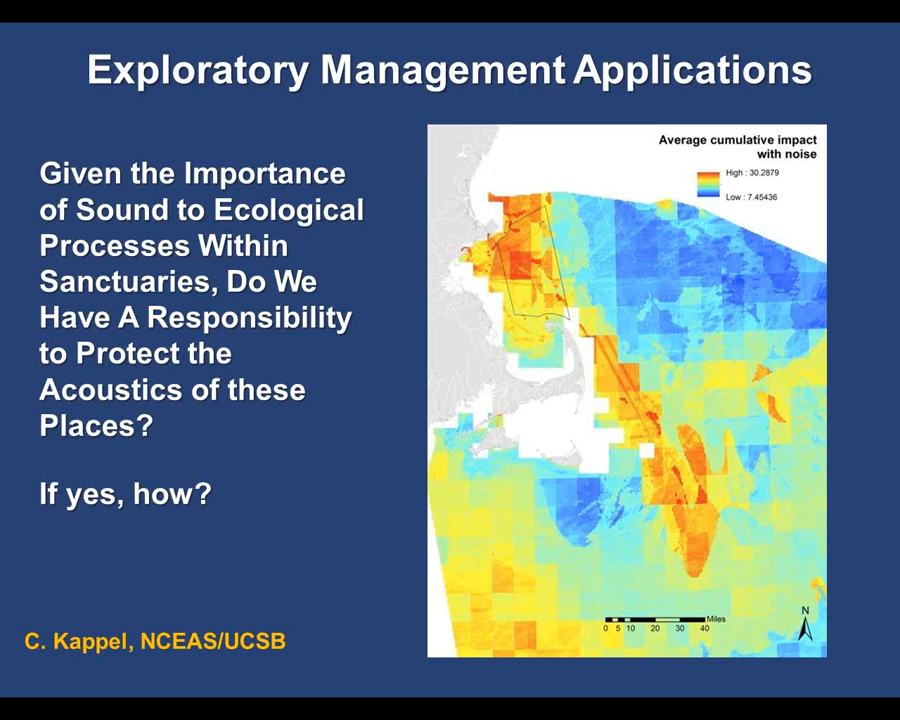 Exploratory Management Applications
Given the Importance
of Sound to Ecological
Processes Within
Sanctuaries, Do We
Have A Responsibility
to Protect the
Acoustics of these
Places?
If yes, how?
C. Kappel, NCEAS/UCSB
Average cumulative impact
with noise
High : 30.2879
Low : 7.45436
N
Miles
0 5 10 20 30 40